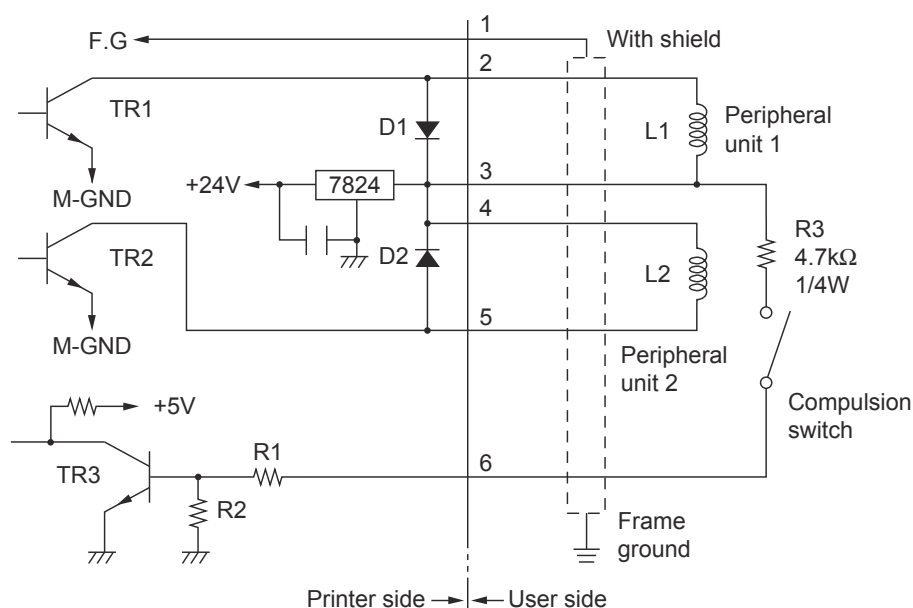 F.G
1
With shield
2
TR1
D1
L1
Peripheral
unit 1
M-GND
+24V
7824
3
4
TR2
D2
L2
R3
4.7kΩ
1/4W
M-GND
5
Peripheral
unit 2
+5V
Compulsion
switch
TR3
R1
6
R2
Frame
ground
Printer side
User side